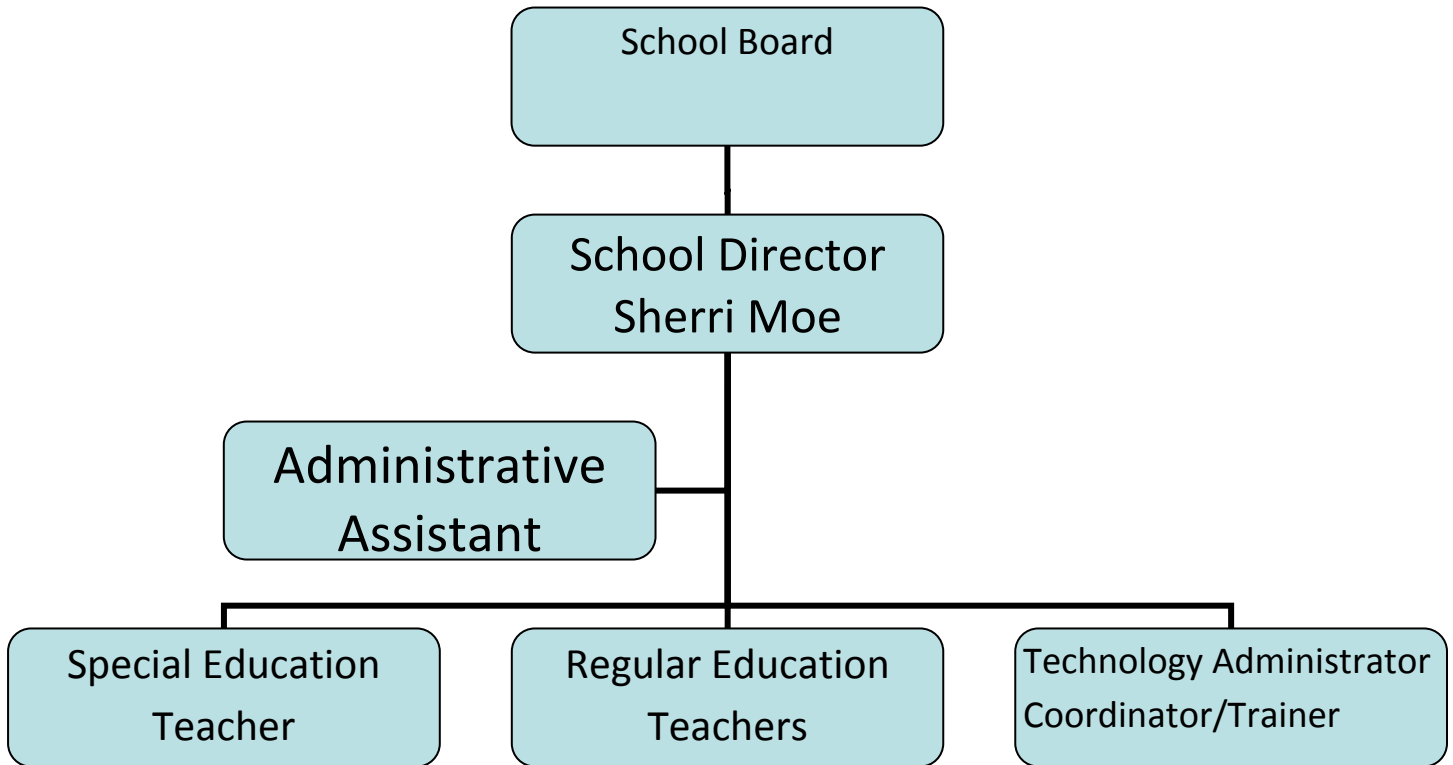 School Board
School Director
Sherri Moe
Administrative
Assistant
Special Education
Teacher
Regular Education
Teachers
Technology Administrator
Coordinator/Trainer